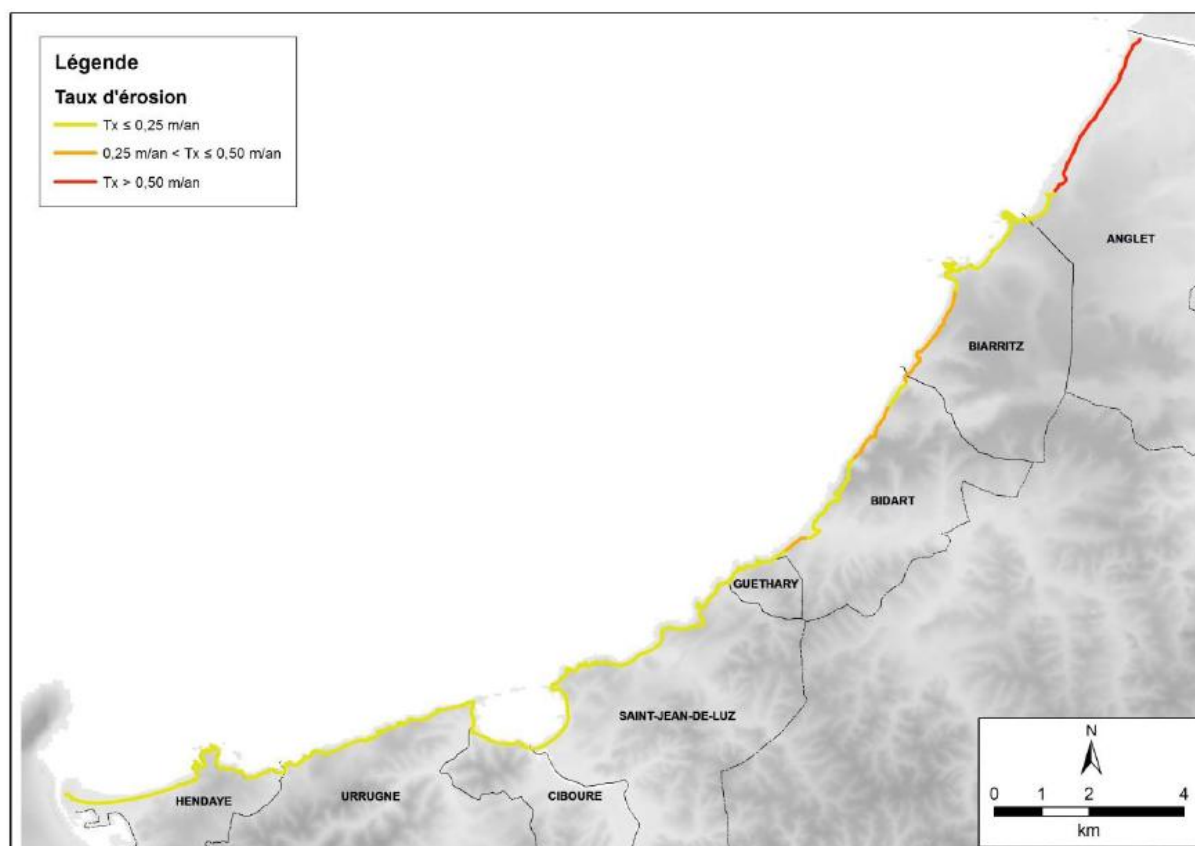 Légende
Taux d'érosion
Tx ≤ 0,25 m/an
0,25 m/an < Tx ≤ 0,50 m/an
Tx > 0,50 m/an
ANGLET
BIARRITZ
BIDART
GUETHARY
SAINT-JEAN-DE-LUZ
HENDAYE
URRUGNE
CIBOURE
N
0 1 2 4
km